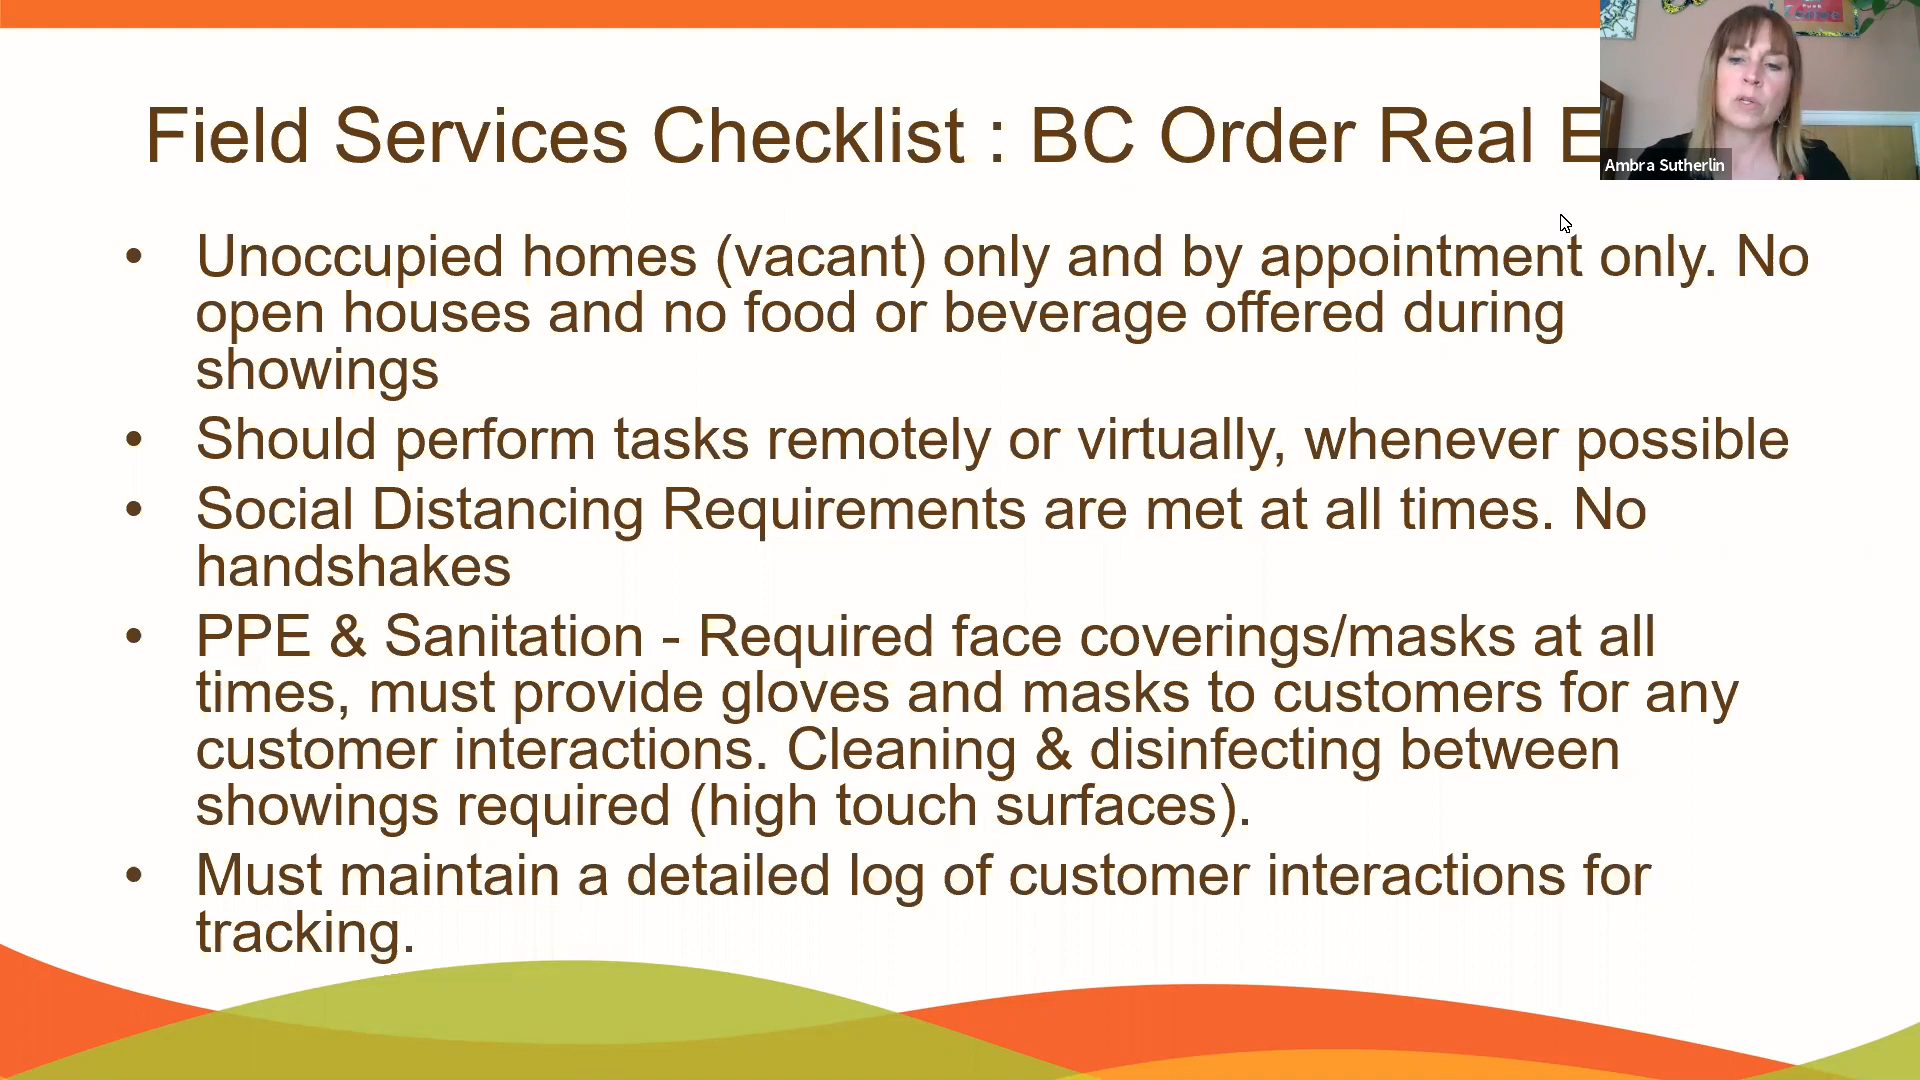 Field Services Checklist : BC Order Real E
Ambra Sutherlin
• Unoccupied homes (vacant) only and by appointment only. No
open houses and no food or beverage offered during
showings
• Should perform tasks remotely or virtually, whenever possible
• Social Distancing Requirements are met at all times. No
handshakes
• PPE & Sanitation - Required face coverings/masks at all
times, must provide gloves and masks to customers for any
customer interactions. Cleaning & disinfecting between
showings required (high touch surfaces).
• Must maintain a detailed log of customer interactions for
tracking.